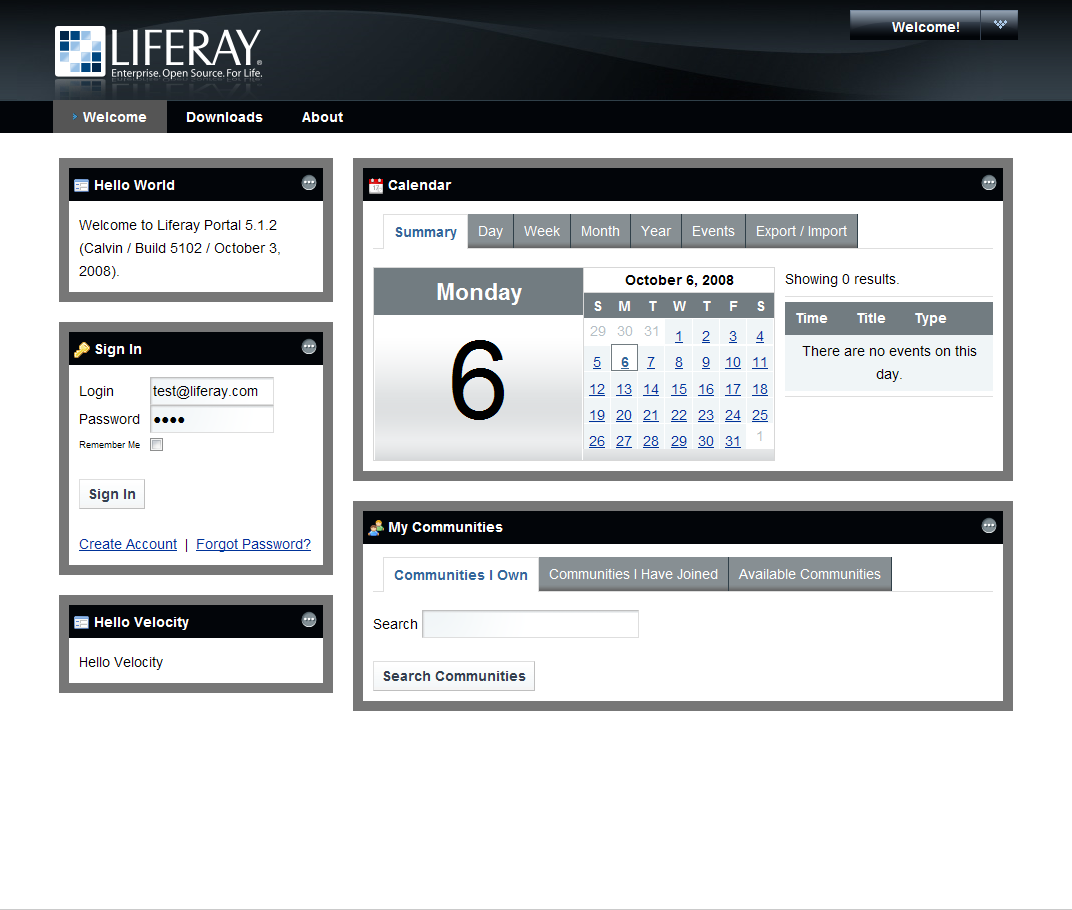 LIFERAY®
Enterprise. Open Source. For Life.
Welcome!
Welcome Downloads About
Hello World
Welcome to Liferay Portal 5.1.2
(Calvin / Build 5102 / October 3,
2008).
Sign In
Login test@liferay.com
Password ●●●●
Remember Me
Sign In
Create Account | Forgot Password?
Hello Velocity
Hello Velocity
Calendar
Summary Day Week Month Year Events Export / Import
Monday
6
October 6, 2008
S M T W T F S
29 30 31 1 2 3 4
5 6 7 8 9 10 11
12 13 14 15 16 17 18
19 20 21 22 23 24 25
26 27 28 29 30 31 1
Showing 0 results.
Time Title Type
There are no events on this
day.
My Communities
Communities I Own Communities I Have Joined Available Communities
Search
Search Communities